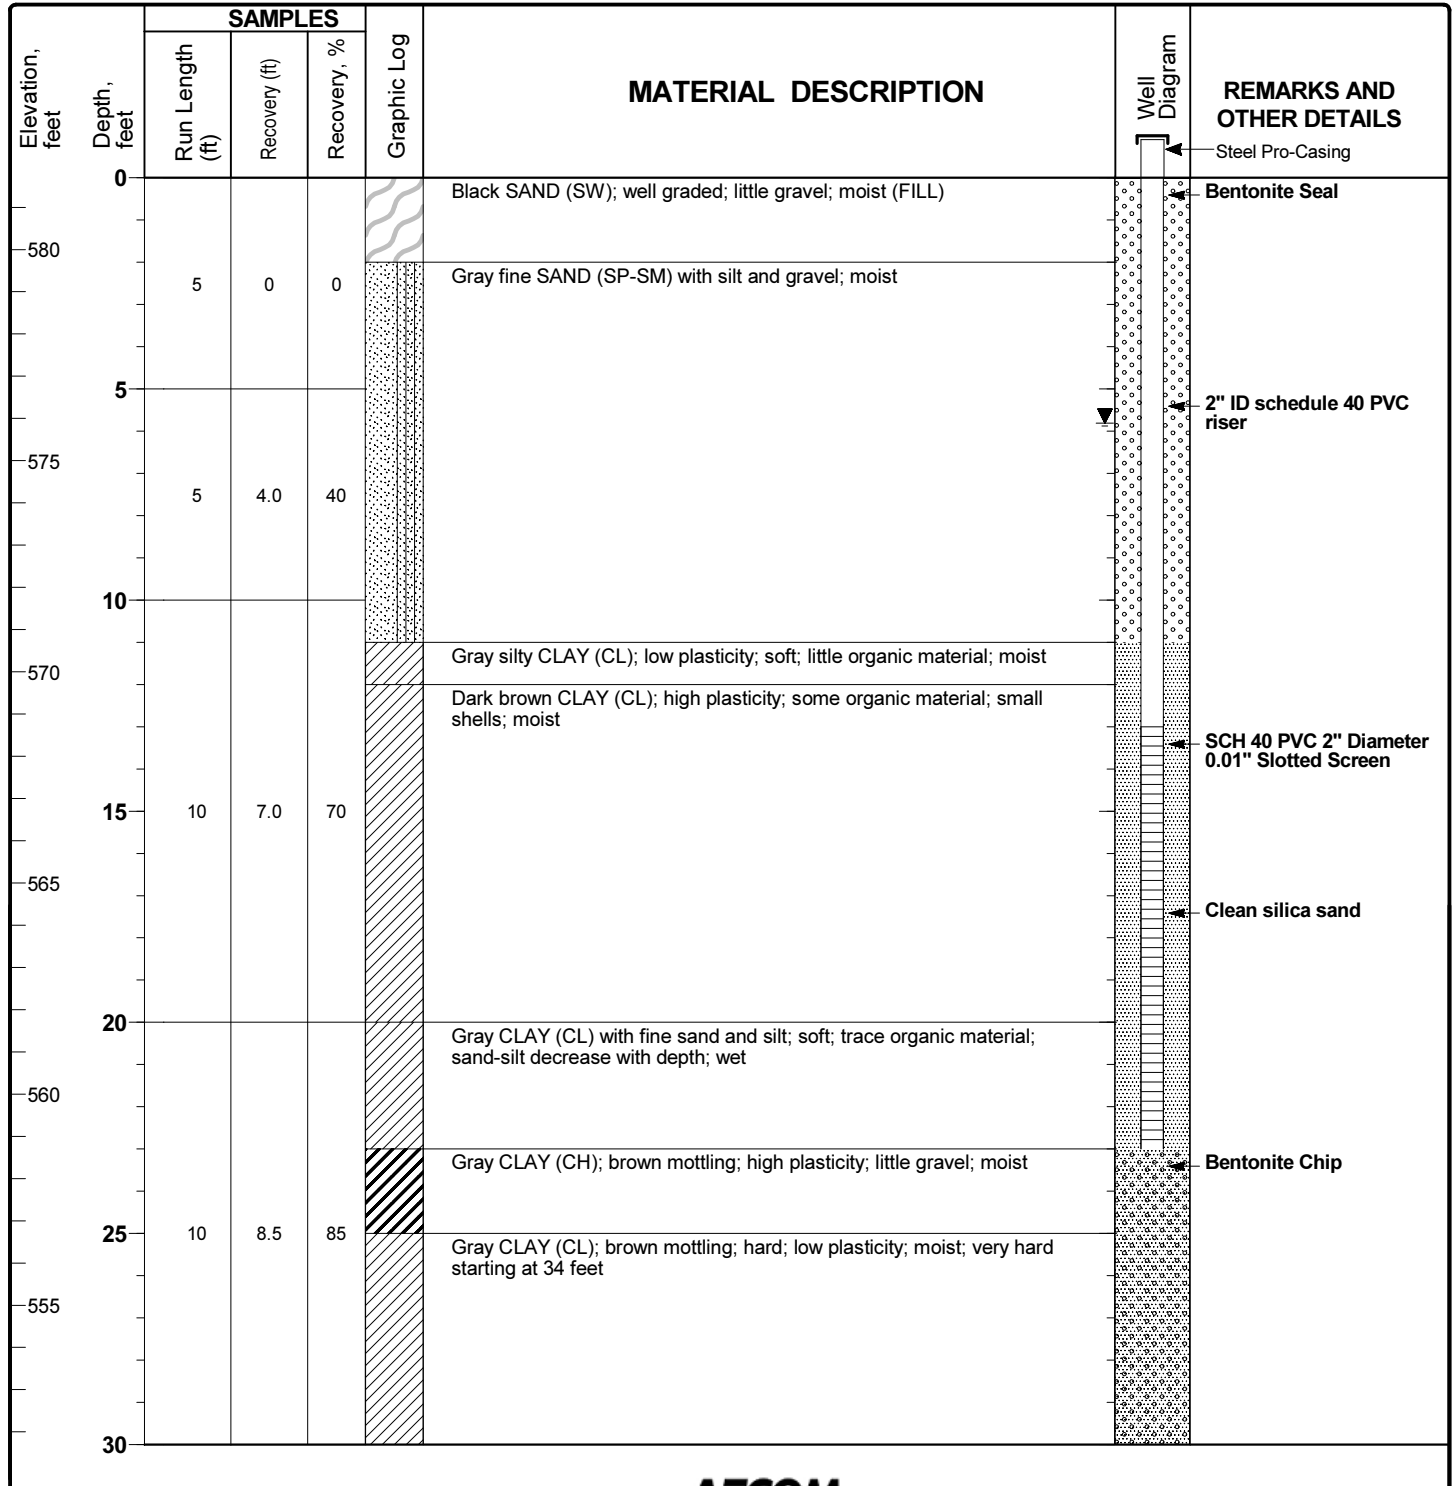 SAMPLES
Elevation, feet
Depth, feet
Run Length (ft)
Recovery (ft)
Recovery, %
Graphic Log
MATERIAL DESCRIPTION
Well Diagram
REMARKS AND
OTHER DETAILS
Steel Pro-Casing
0
Black SAND (SW); well graded; little gravel; moist (FILL)
Bentonite Seal
580
Gray fine SAND (SP-SM) with silt and gravel; moist
5 0 0
5
2" ID schedule 40 PVC
riser
575
5 4.0 40
10
Gray silty CLAY (CL); low plasticity; soft; little organic material; moist
570
Dark brown CLAY (CL); high plasticity; some organic material; small
shells; moist
SCH 40 PVC 2" Diameter
0.01" Slotted Screen
15 10 7.0 70
565
Clean silica sand
20
Gray CLAY (CL) with fine sand and silt; soft; trace organic material;
sand-silt decrease with depth; wet
560
Gray CLAY (CH); brown mottling; high plasticity; little gravel; moist
Bentonite Chip
25 10 8.5 85
Gray CLAY (CL); brown mottling; hard; low plasticity; moist; very hard
starting at 34 feet
555
30
AECOM